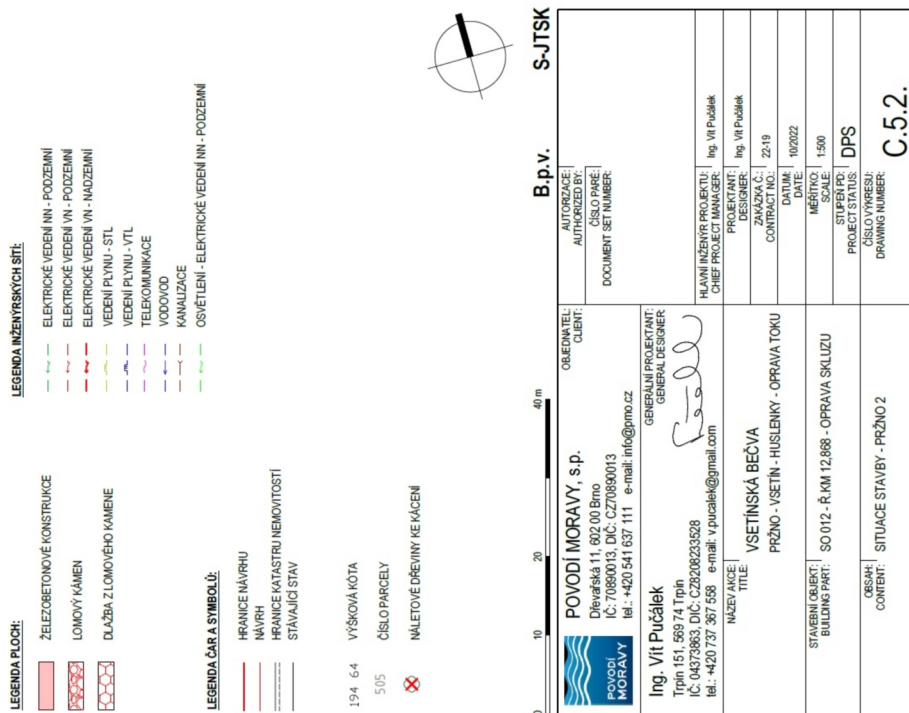 LEGENDA PLOCH:
ŽELEZOBETONOVÉ KONSTRUKCE
LOMOVÝ KÁMEN
DLAŽBA Z LOMOVÉHO KAMENE
LEGENDA ČAR A SYMBOLŮ:
HRANICE NÁVRHU
NÁVRH
HRANICE KATASTRU NEMOVITOSTÍ
STÁVAJÍCÍ STAV
194 64 VÝŠKOVÁ KÓTA
505 ČÍSLO PARCELY
NÁLETOVÉ DŘEVINY KE KÁCENÍ
LEGENDA INŽENÝRSKÝCH SÍTÍ:
ELEKTRICKÉ VEDENÍ NN - PODZEMNÍ
ELEKTRICKÉ VEDENÍ VN - PODZEMNÍ
ELEKTRICKÉ VEDENÍ VN - NADZEMNÍ
VEDENÍ PLYNU - STL
VEDENÍ PLYNU - VTL
TELEKOMUNIKACE
VODOVOD
KANALIZACE
OSVĚTLENÍ - ELEKTRICKÉ VEDENÍ NN - PODZEMNÍ
0 10 20 40 m
B.p.v. S-JTSK
POVODÍ
MORAVY
POVODÍ MORAVY, s.p.
Dřevařská 11, 602 00 Brno
IČ: 70890013, DIČ: CZ70890013
tel.: +420 541 637 111 e-mail: info@pmo.cz
OBJEDNATEL:
CLIENT:
AUTORIZACE:
AUTHORIZED BY:
ČÍSLO PARÉ:
DOCUMENT SET NUMBER:
Ing. Vít Pučálek
Trpín 151, 569 74 Trpín
IČ: 04373863, DIČ: CZ8208233528
tel.: +420 737 367 558 e-mail: v.pucalek@gmail.com
GENERÁLNÍ PROJEKTANT:
GENERAL DESIGNER:
HLAVNÍ INŽENÝR PROJEKTU:
CHIEF PROJECT MANAGER:
Ing. Vít Pučálek
NÁZEV AKCE:
TITLE:
VSETÍNSKÁ BEČVA
PRŽNO - VSETÍN - HUSLENKY - OPRAVA TOKU
PROJEKTANT:
DESIGNER:
Ing. Vít Pučálek
ZAKÁZKA Č.:
CONTRACT NO.:
22-19
DATUM:
DATE:
10/2022
STAVEBNÍ OBJEKT:
BUILDING PART:
SO 012 - Ř.KM 12,868 - OPRAVA SKLUZU
MĚŘÍTKO:
SCALE:
1:500
STUPEŇ PD:
PROJECT STATUS:
DPS
OBSAH:
CONTENT:
SITUACE STAVBY - PRŽNO 2
ČÍSLO VÝKRESU:
DRAWING NUMBER:
C.5.2.